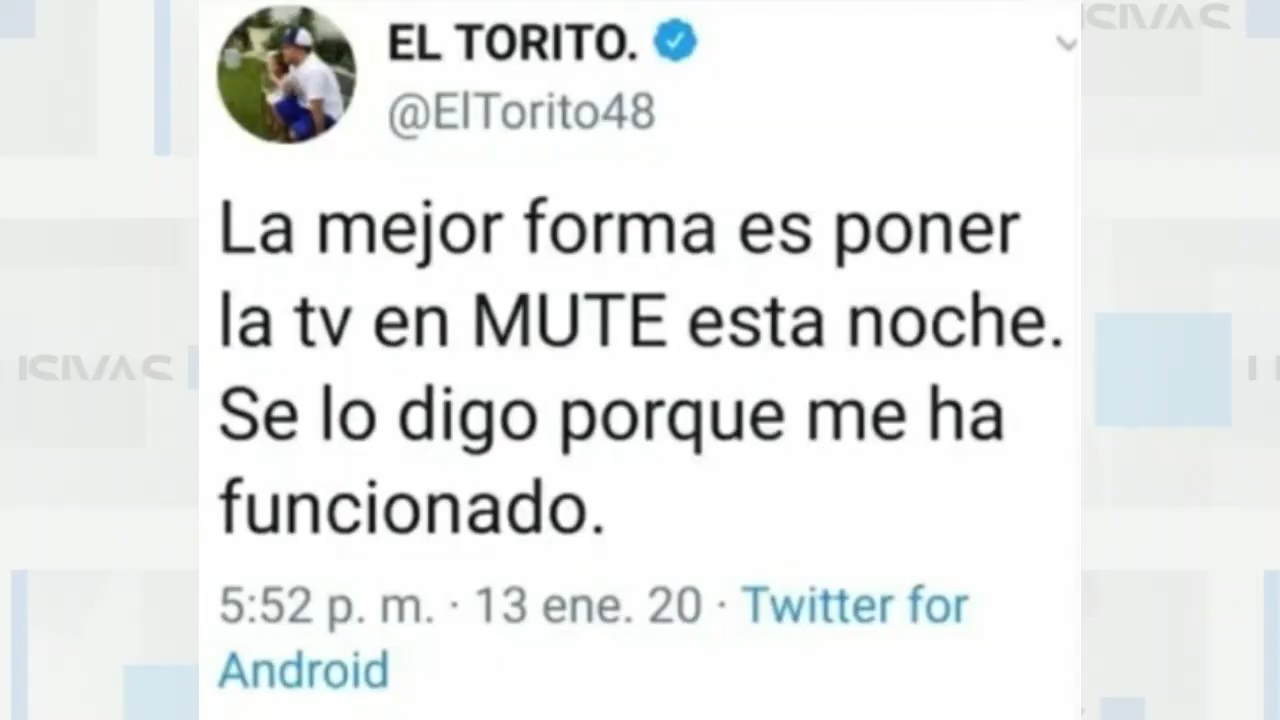 EL TORITO.
@ElTorito48
La mejor forma es poner
la tv en MUTE esta noche.
Se lo digo porque me ha
funcionado.
5:52 p. m. · 13 ene. 20 · Twitter for
Android